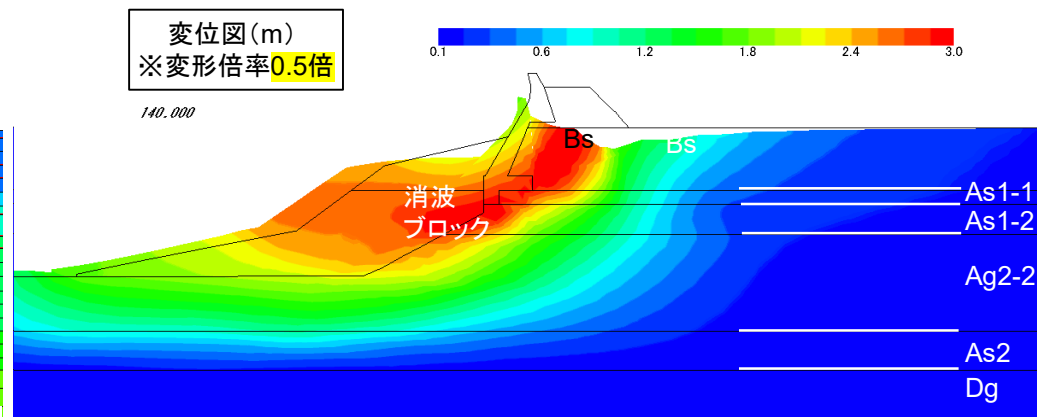 変位図(m)
※変形倍率0.5倍
0.1
0.6
1.2
1.8
2.4
3.0
140.000
Bs
Bs
消波
ブロック
As1-1
As1-2
Ag2-2
As2
Dg